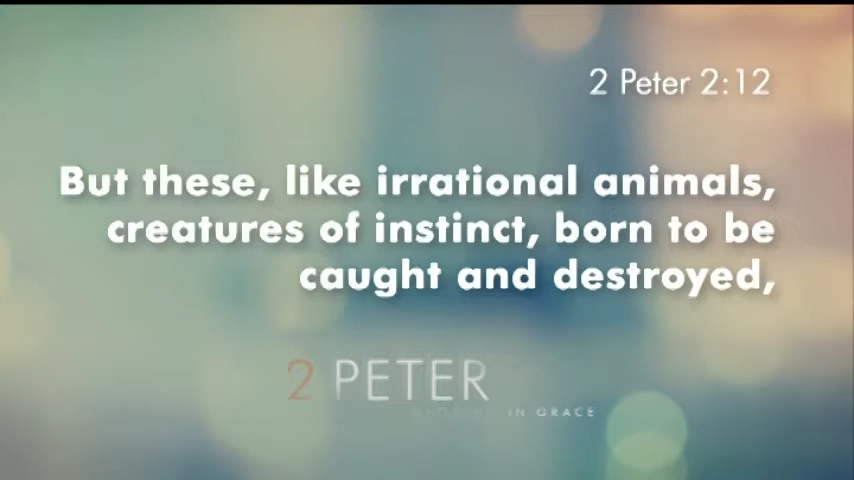 2 Peter 2:12
But these, like irrational animals,
creatures of instinct, born to be
caught and destroyed,
2 PETER
IN GRACE